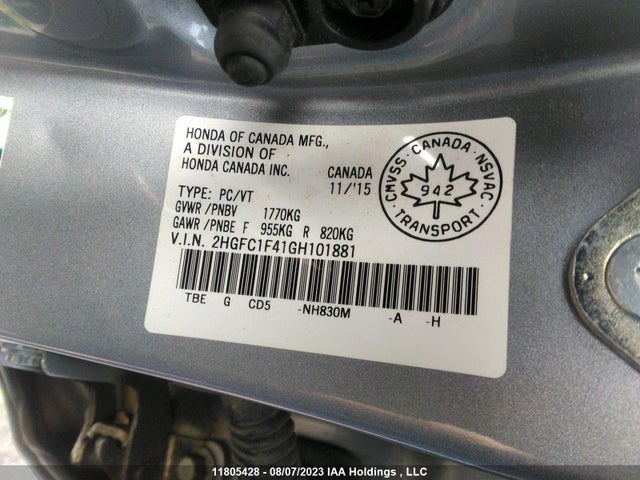 HONDA OF CANADA MFG.,
A DIVISION OF
HONDA CANADA INC. CANADA
11/'15
TYPE: PC/VT
GVWR/PNBV 1770KG
GAWR/PNBE F 955KG R 820KG
V.I.N. 2HGFC1F41GH101881
TBE G CD5 -NH830M -A -H
CMVSS · CANADA · NSVAC
942
TRANSPORT
11805428 - 08/07/2023 IAA Holdings , LLC